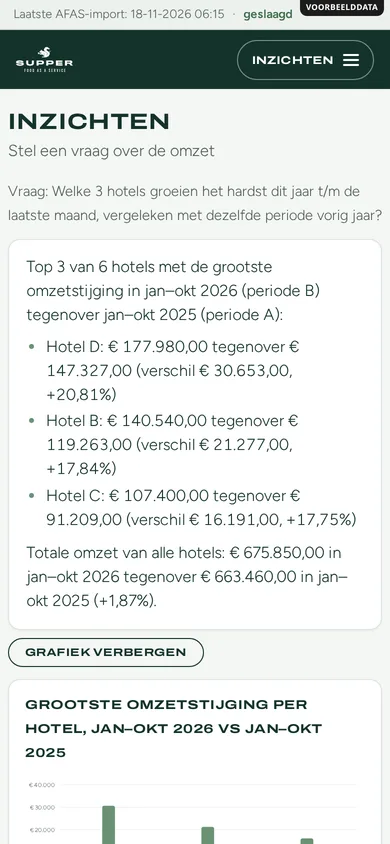 Laatste AFAS-import: 18-11-2026 06:15 · geslaagd
VOORBEELDDATA
SUPPER
FOOD AS A SERVICE
INZICHTEN
INZICHTEN
Stel een vraag over de omzet
Vraag: Welke 3 hotels groeien het hardst dit jaar t/m de
laatste maand, vergeleken met dezelfde periode vorig jaar?
Top 3 van 6 hotels met de grootste
omzetstijging in jan–okt 2026 (periode B)
tegenover jan–okt 2025 (periode A):
• Hotel D: € 177.980,00 tegenover €
147.327,00 (verschil € 30.653,00,
+20,81%)
• Hotel B: € 140.540,00 tegenover €
119.263,00 (verschil € 21.277,00,
+17,84%)
• Hotel C: € 107.400,00 tegenover €
91.209,00 (verschil € 16.191,00, +17,75%)
Totale omzet van alle hotels: € 675.850,00 in
jan–okt 2026 tegenover € 663.460,00 in jan–
okt 2025 (+1,87%).
GRAFIEK VERBERGEN
GROOTSTE OMZETSTIJGING PER
HOTEL, JAN–OKT 2026 VS JAN–OKT
2025
€ 40.000
€ 30.000
€ 20.000